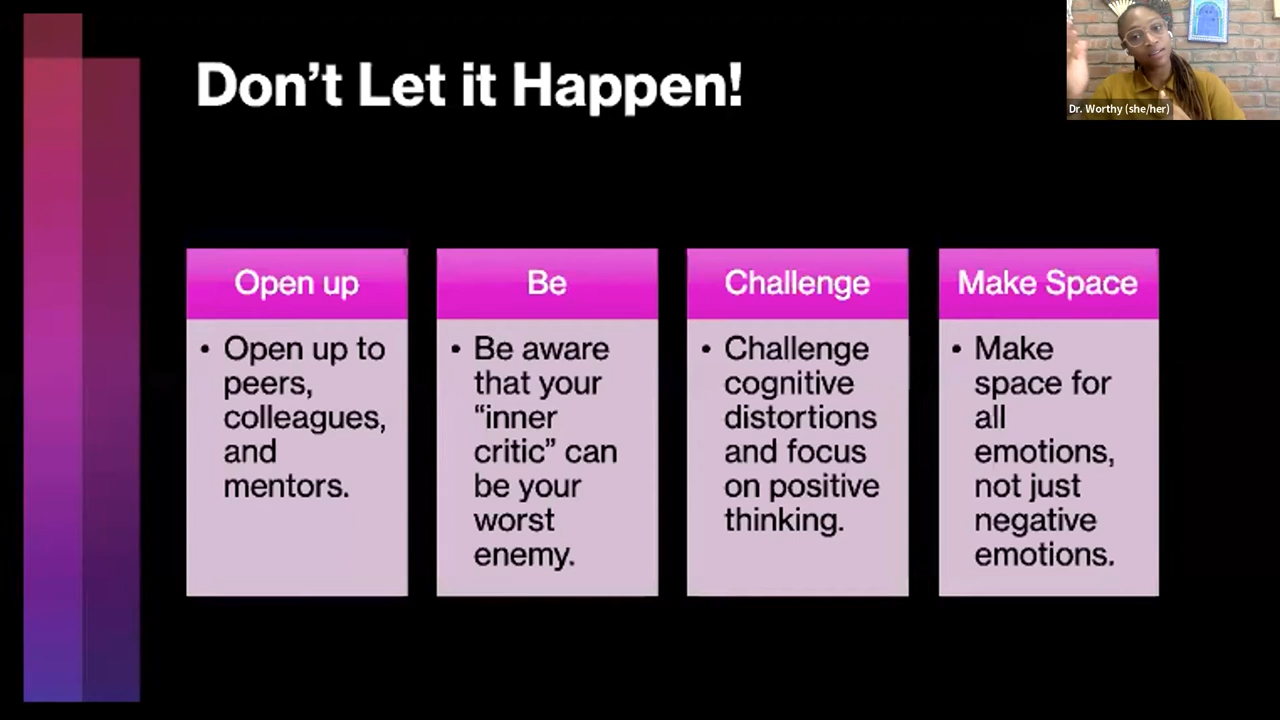 Don’t Let it Happen!
Dr. Worthy (she/her)
Open up
• Open up to
peers,
colleagues,
and
mentors.
Be
• Be aware
that your
“inner
critic” can
be your
worst
enemy.
Challenge
• Challenge
cognitive
distortions
and focus
on positive
thinking.
Make Space
• Make
space for
all
emotions,
not just
negative
emotions.